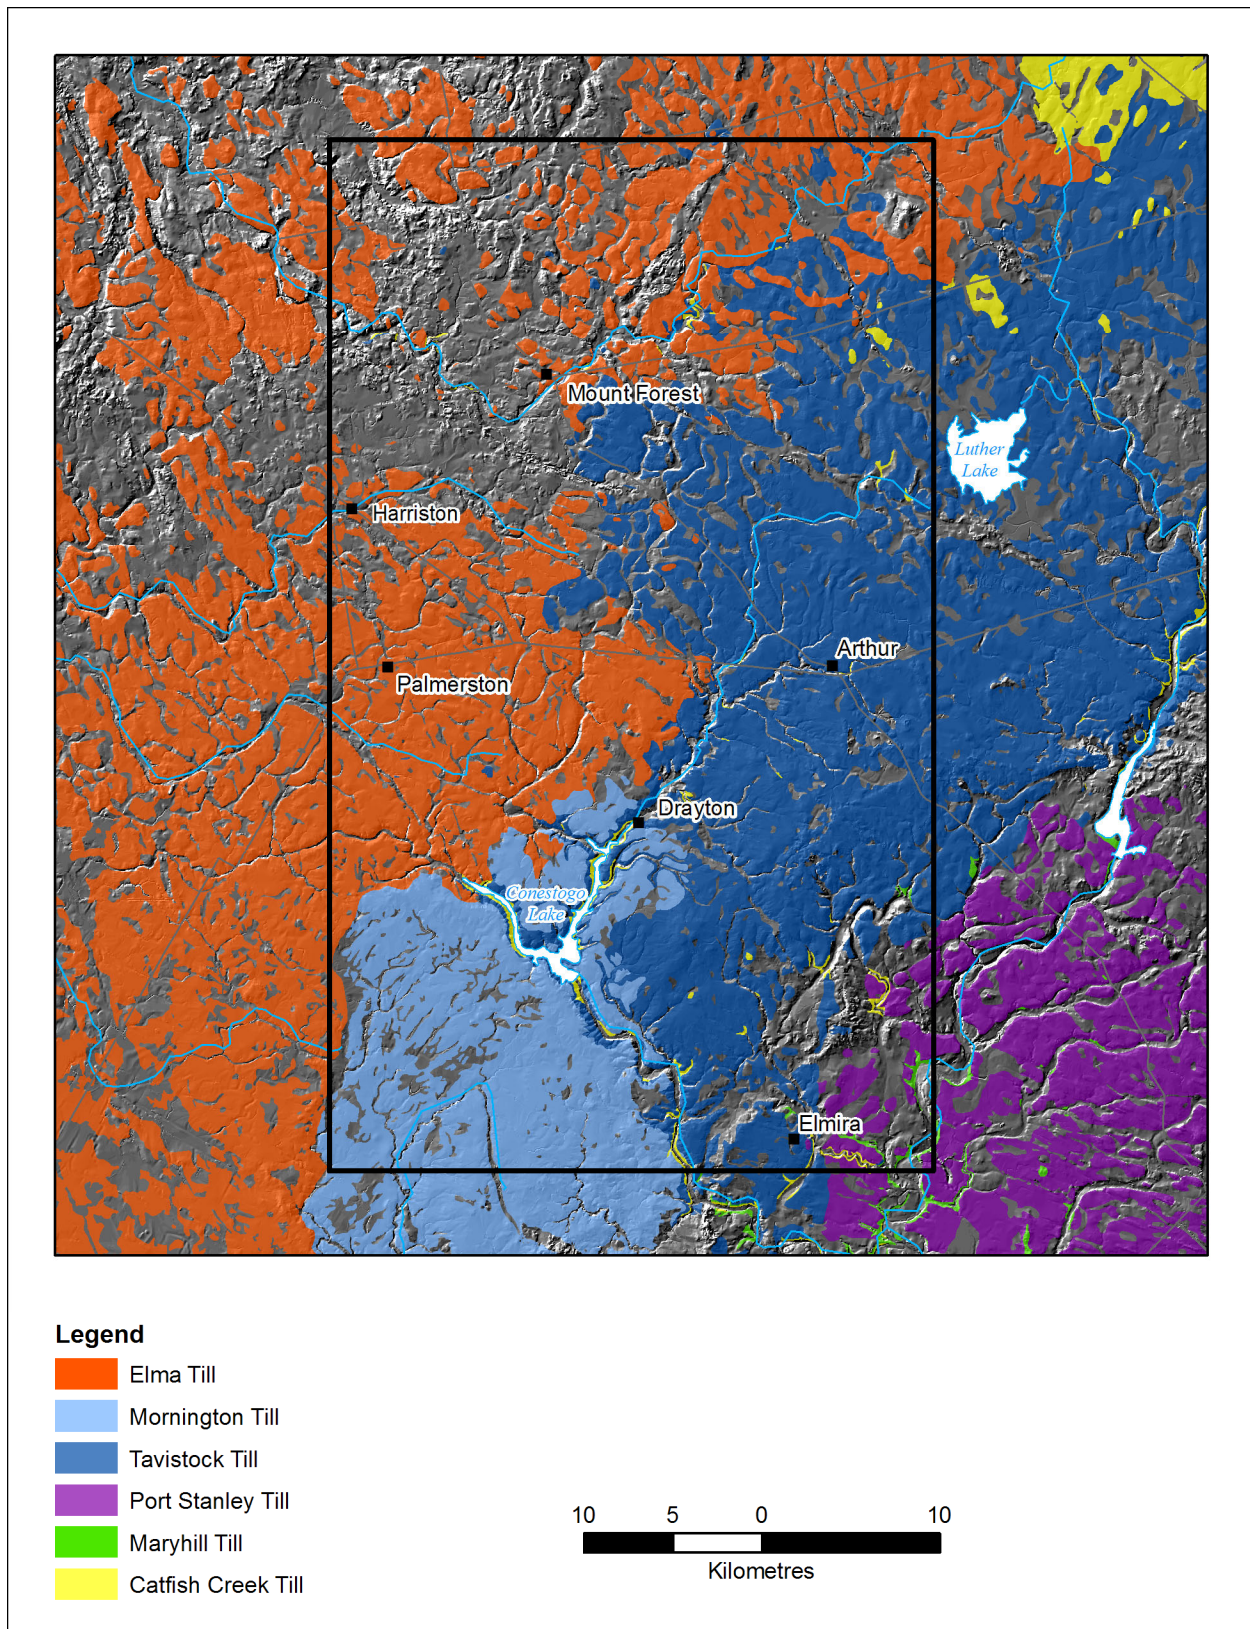 Mount Forest
Luther
Lake
Harriston
Arthur
Palmerston
Drayton
Conestogo
Lake
Elmira
Legend
Elma Till
Mornington Till
Tavistock Till
Port Stanley Till
Maryhill Till
Catfish Creek Till
10 5 0 10
Kilometres